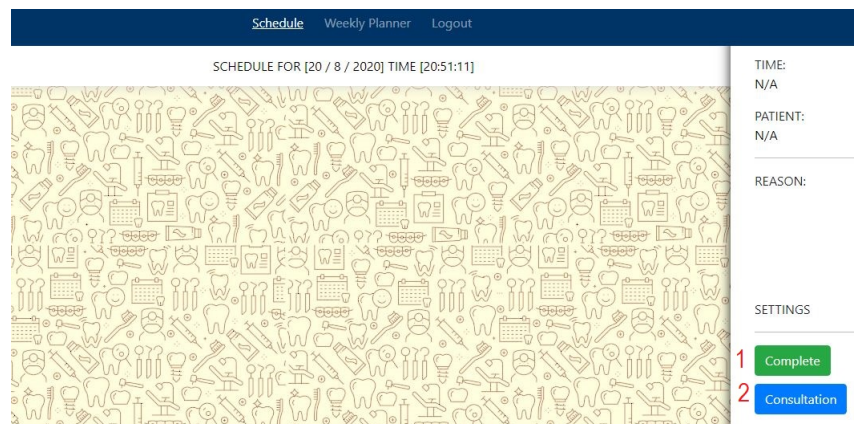 Schedule Weekly Planner Logout
SCHEDULE FOR [20 / 8 / 2020] TIME [20:51:11]
TIME:
N/A
PATIENT:
N/A
REASON:
SETTINGS
1 Complete
2 Consultation